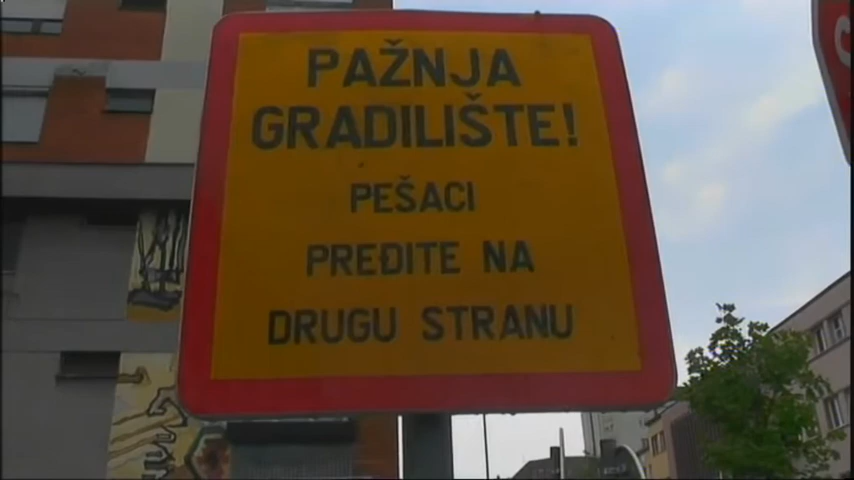 PAŽNJA
GRADILIŠTE!
PEŠACI
PREĐITE NA
DRUGU STRANU